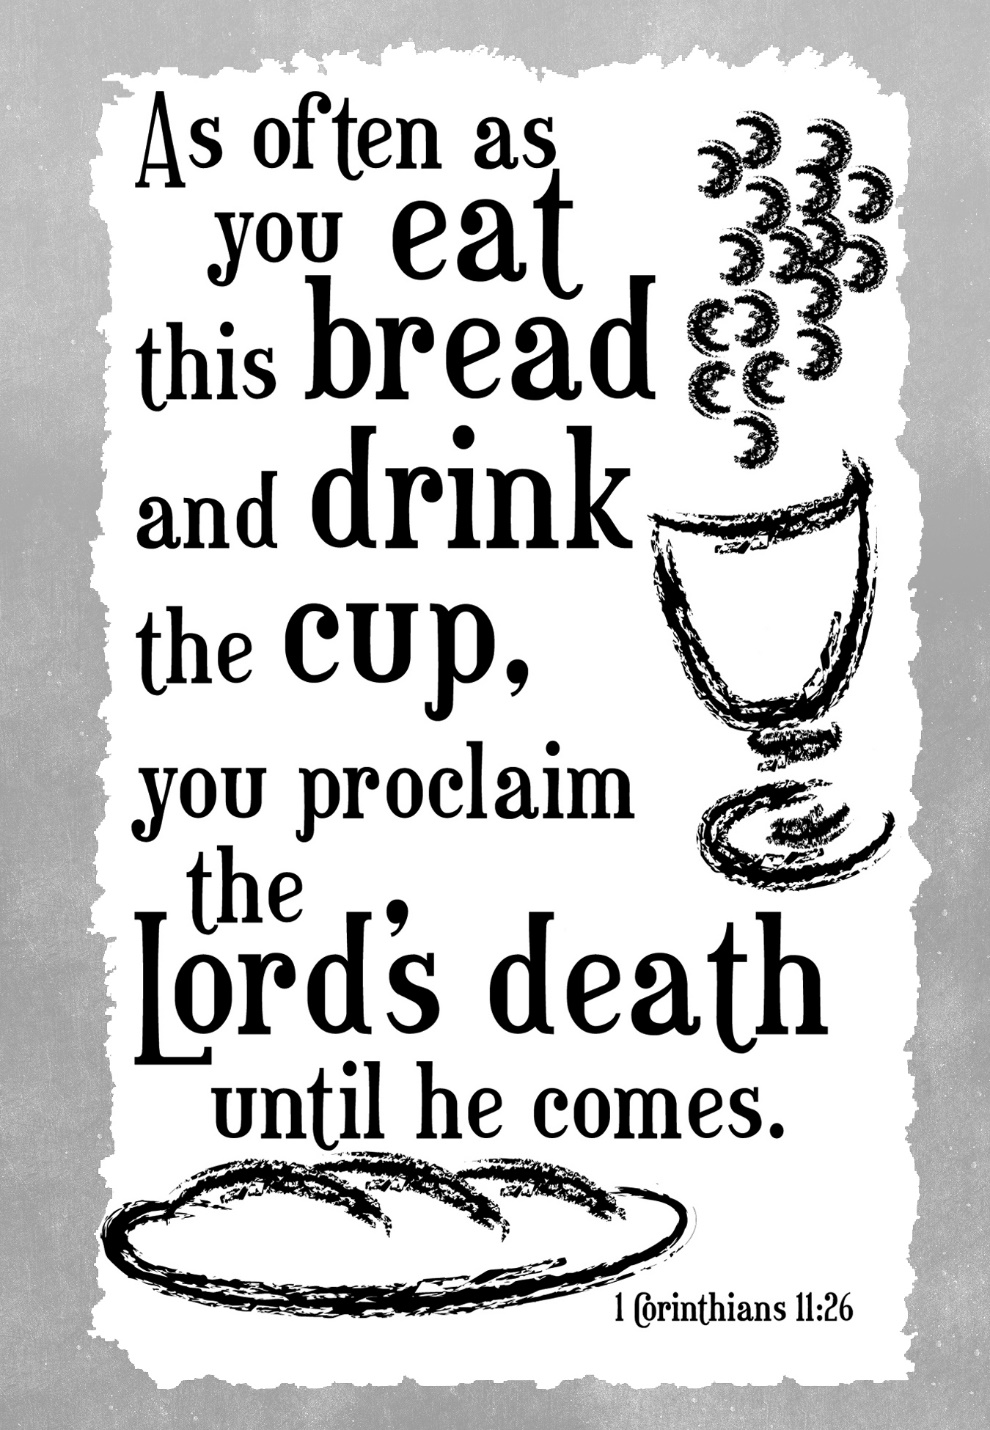 As often as
you eat
this bread
and drink
the cup,
you proclaim
the
Lord's death
until he comes.
1 Corinthians 11:26